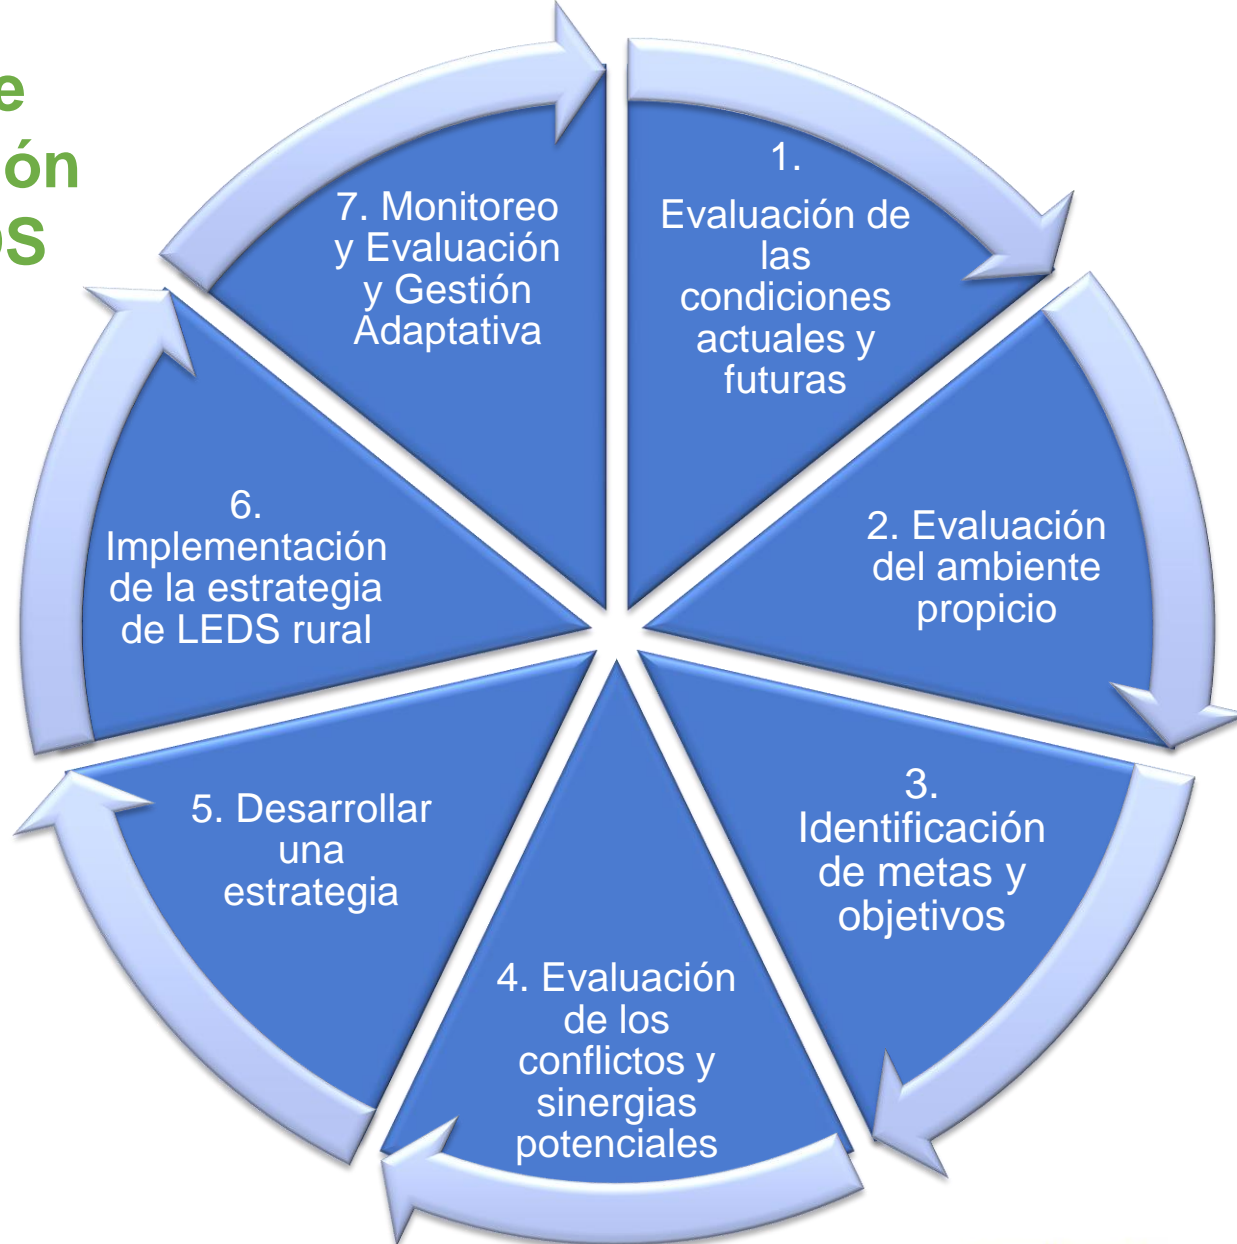 e
ón
OS
1.
Evaluación de
las
condiciones
actuales y
futuras
2. Evaluación
del ambiente
propicio
3.
Identificación
de metas y
objetivos
4. Evaluación
de los
conflictos y
sinergias
potenciales
5. Desarrollar
una
estrategia
6.
Implementación
de la estrategia
de LEDS rural
7. Monitoreo
y Evaluación
y Gestión
Adaptativa